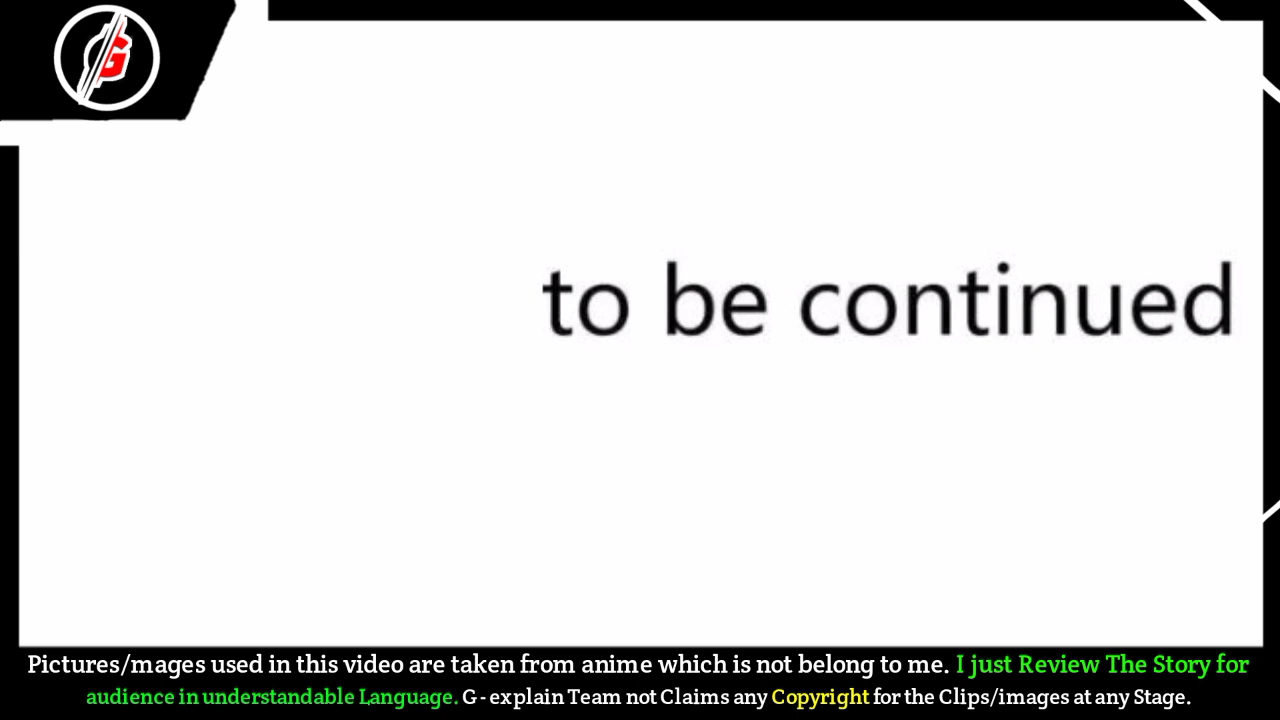 G
to be continued
Pictures/mages used in this video are taken from anime which is not belong to me. I just Review The Story for
audience in understandable Language. G - explain Team not Claims any Copyright for the Clips/images at any Stage.